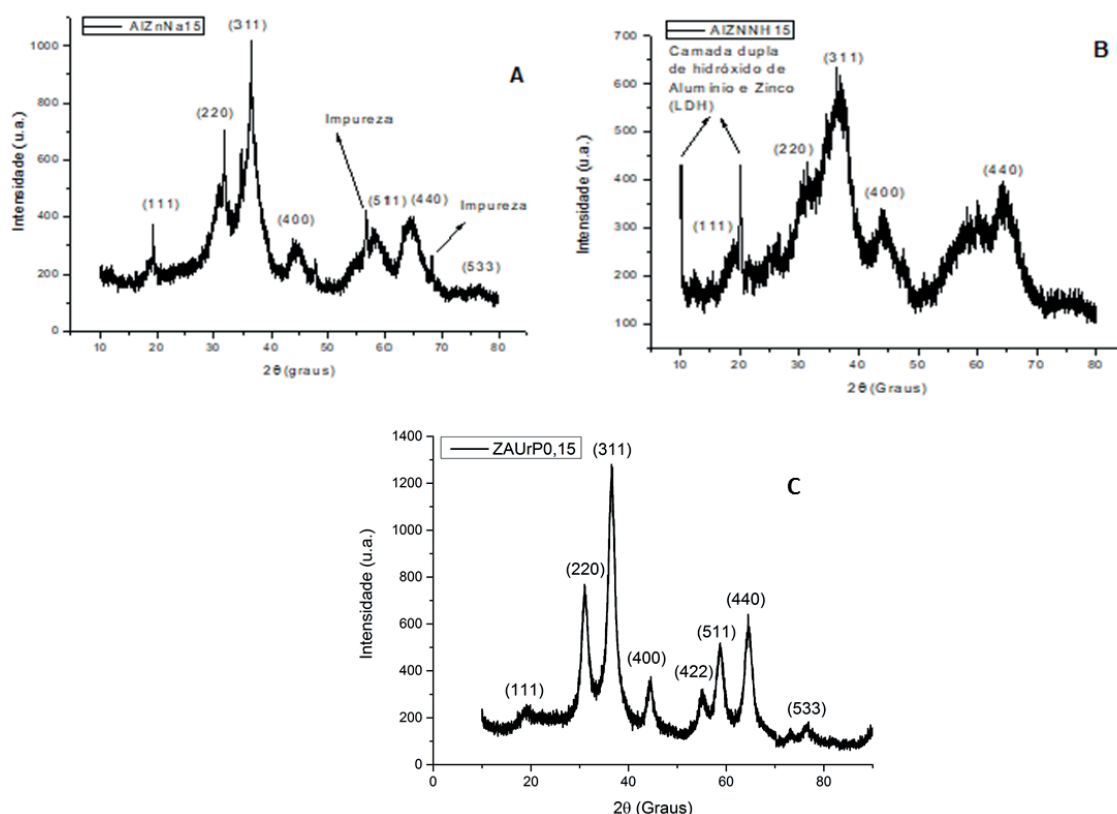 AlZnNa15
A
(311)
(220)
Impureza
(511)
(440)
Impureza
(111)
(400)
(533)
Intensidade (u.a.)
1000
800
600
400
200
0
10 20 30 40 50 60 70 80
2θ (graus)
AlZNNH15
B
Camada dupla
de hidróxido de
Alumínio e Zinco
(LDH)
(311)
(220)
(440)
(400)
(111)
Intensidade (u.a.)
700
600
500
400
300
200
100
10 20 30 40 50 60 70 80
2θ (Graus)
ZAUrP0,15
C
(311)
(220)
(440)
(511)
(400)
(422)
(111)
(533)
Intensidade (u.a.)
1400
1200
1000
800
600
400
200
0
0 20 40 60 80
2θ (Graus)